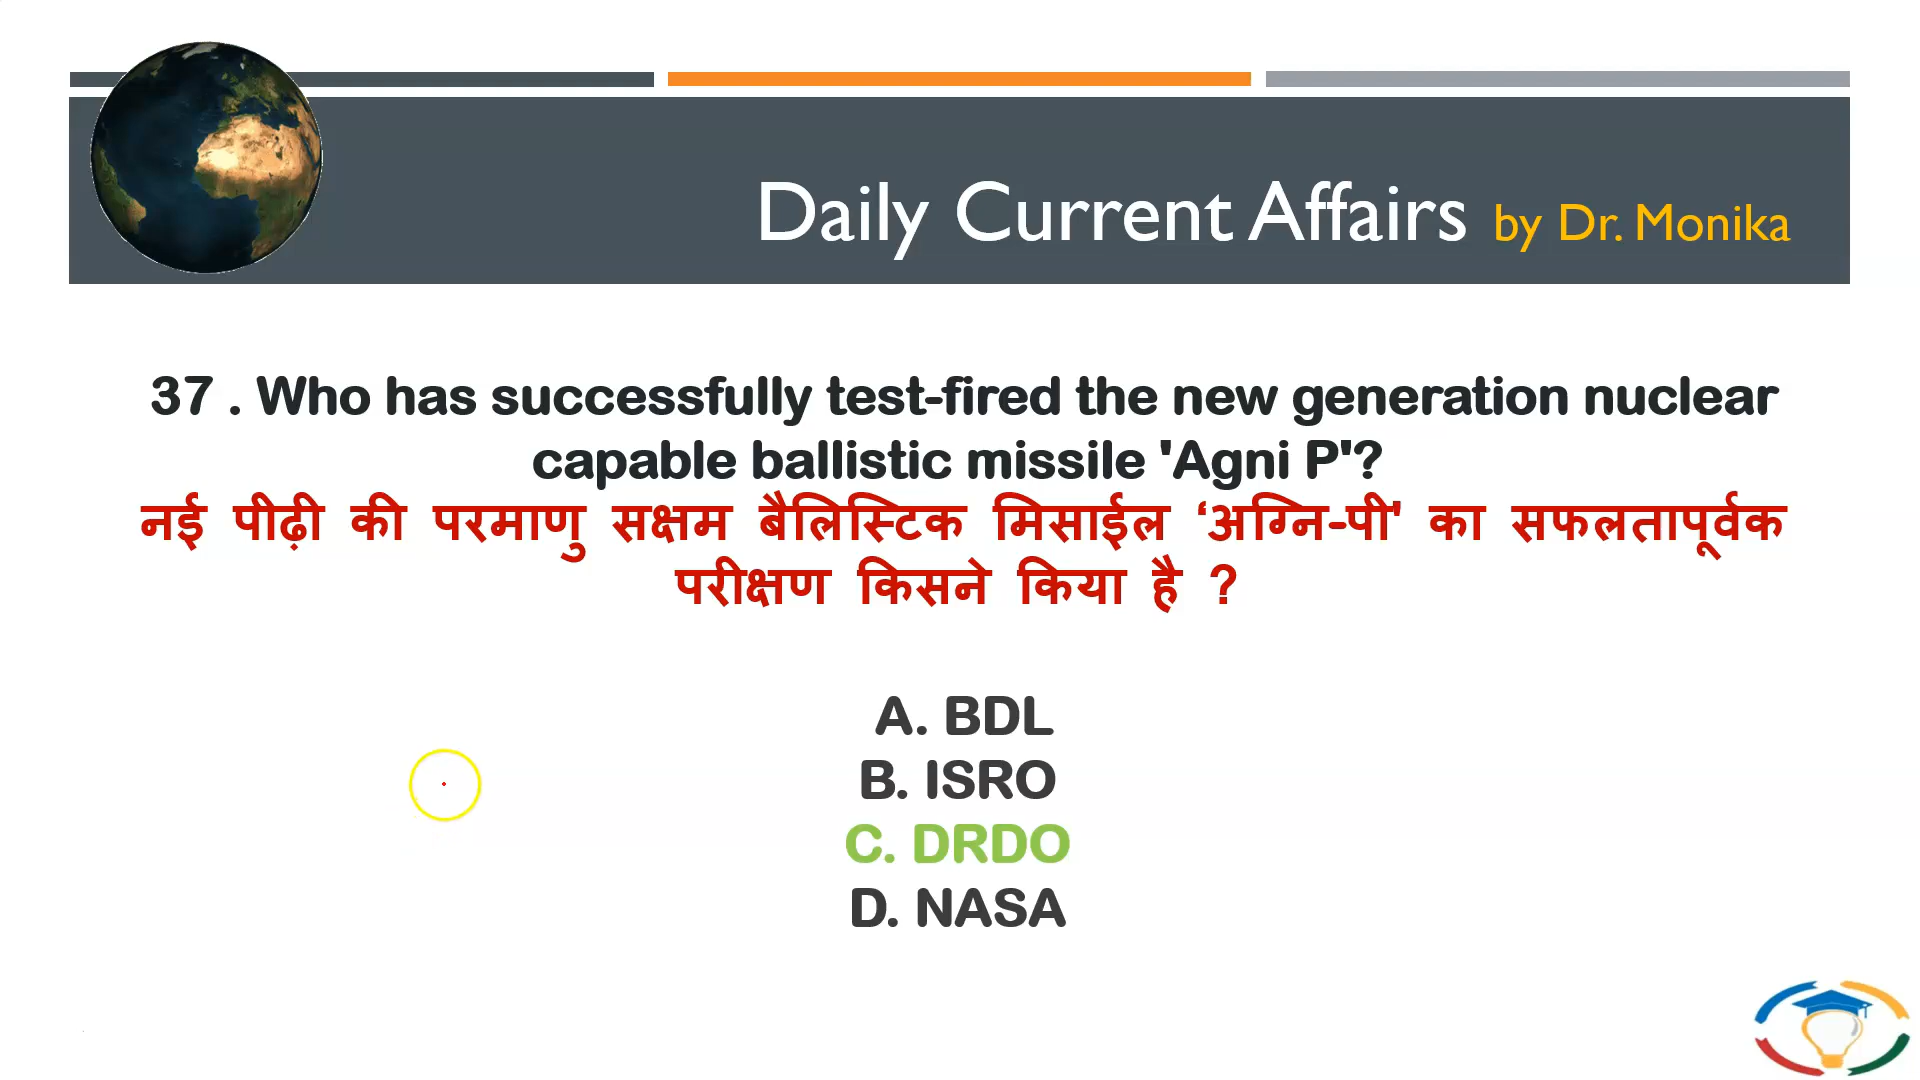 Daily Current Affairs by Dr. Monika
37 . Who has successfully test-fired the new generation nuclear
capable ballistic missile 'Agni P'?
नई पीढ़ी की परमाणु सक्षम बैलिस्टिक मिसाईल ‘अग्नि-पी' का सफलतापूर्वक
परीक्षण किसने किया है ?
A. BDL
B. ISRO
C. DRDO
D. NASA